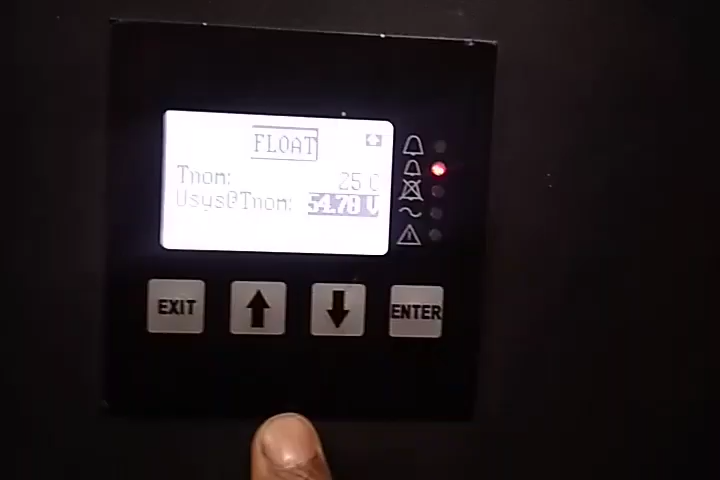 FLOAT
Tnom: 25 C
Usys@Tnom: 54.78 V
EXIT
ENTER